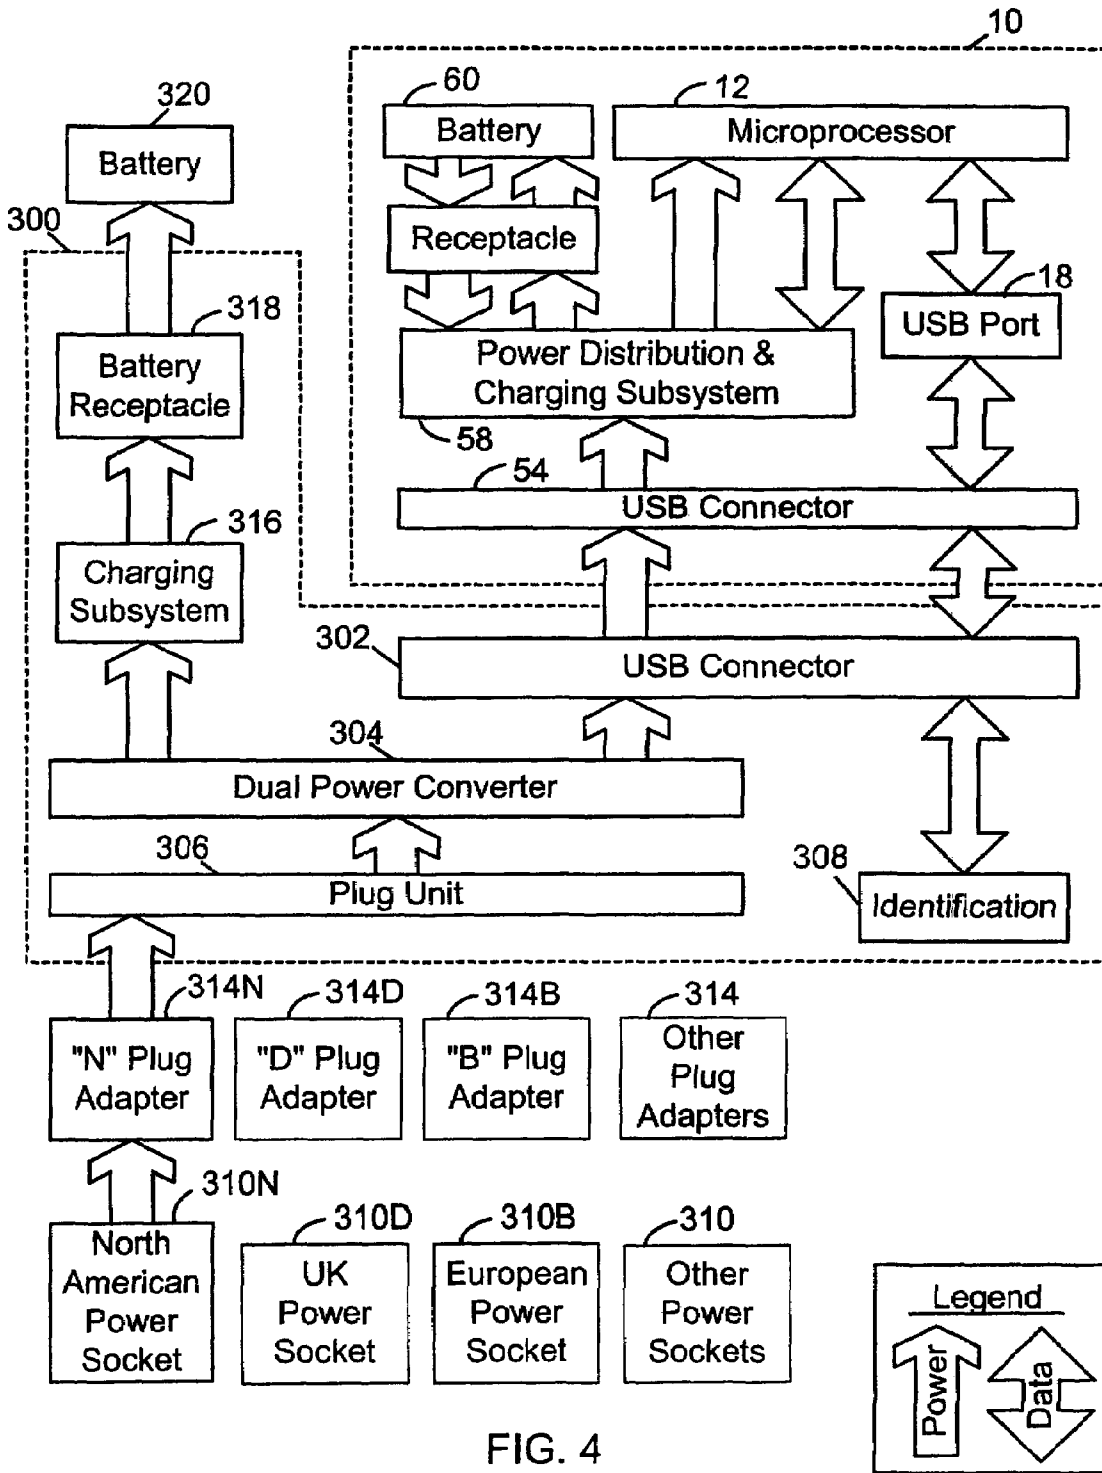 10
320
60
12
Battery
Microprocessor
Battery
300
Receptacle
318
18
USB Port
Battery
Receptacle
Power Distribution &
Charging Subsystem
58
54
316
USB Connector
Charging
Subsystem
302
USB Connector
304
Dual Power Converter
306
308
Plug Unit
Identification
314N
314D
314B
314
"N" Plug
Adapter
"D" Plug
Adapter
"B" Plug
Adapter
Other
Plug
Adapters
310N
310D
310B
310
North
American
Power
Socket
UK
Power
Socket
European
Power
Socket
Other
Power
Sockets
Legend
Power
Data
FIG. 4